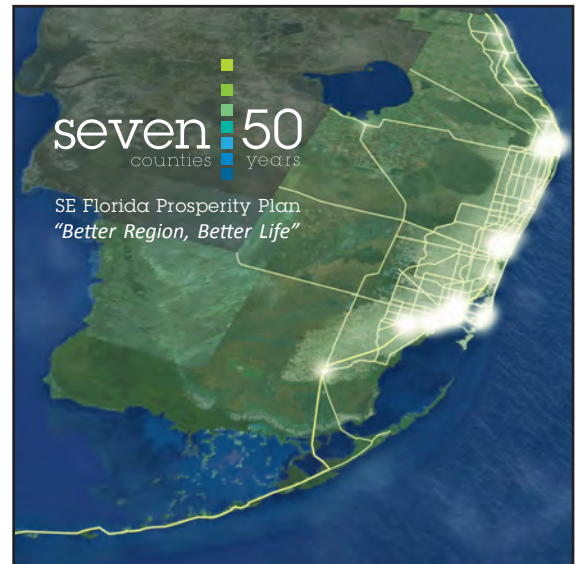 seven 50
counties years
SE Florida Prosperity Plan
“Better Region, Better Life”